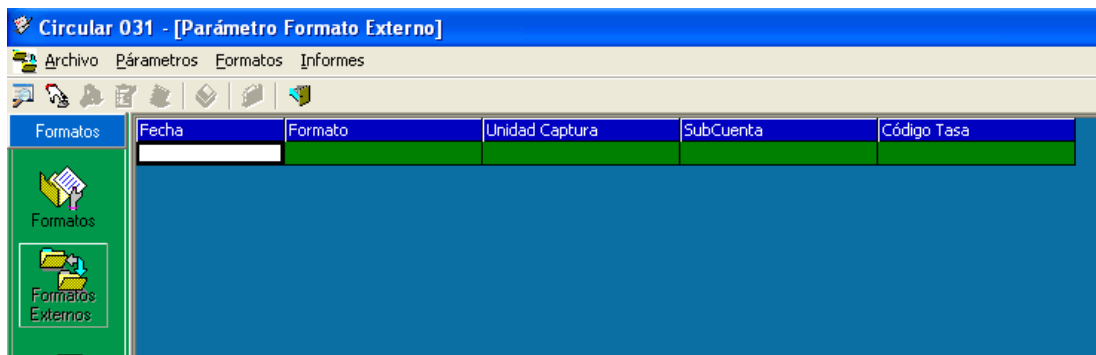 Circular 031 - [Parámetro Formato Externo]
Archivo Párametros Formatos Informes
Formatos
Fecha Formato Unidad Captura SubCuenta Código Tasa
Formatos
Formatos
Externos